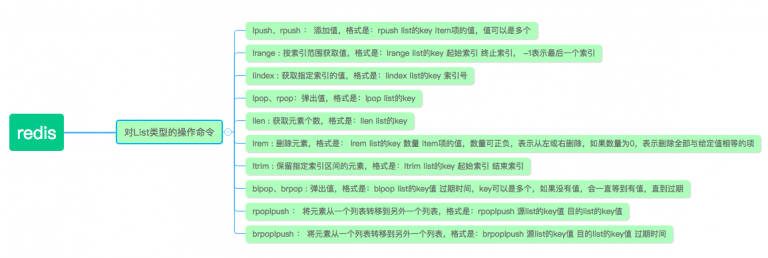 redis
对List类型的操作命令
lpush、rpush ： 添加值，格式是：rpush list的key item项的值，值可以是多个
lrange : 按索引范围获取值，格式是：lrange list的key 起始索引 终止索引， -1表示最后一个索引
lindex : 获取指定索引的值，格式是：lindex list的key 索引号
lpop、rpop：弹出值，格式是：lpop list的key
llen : 获取元素个数，格式是：llen list的key
lrem : 删除元素，格式是： lrem list的key 数量 item项的值，数量可正负，表示从左或右删除，如果数量为0，表示删除全部与给定值相等的项
ltrim : 保留指定索引区间的元素，格式是：ltrim list的key 起始索引 结束索引
blpop、brpop : 弹出值，格式是：blpop list的key值 过期时间，key可以是多个，如果没有值，会一直等到有值，直到过期
rpoplpush ： 将元素从一个列表转移到另外一个列表，格式是：rpoplpush 源list的key值 目的list的key值
brpoplpush ： 将元素从一个列表转移到另外一个列表，格式是：brpoplpush 源list的key值 目的list的key值 过期时间